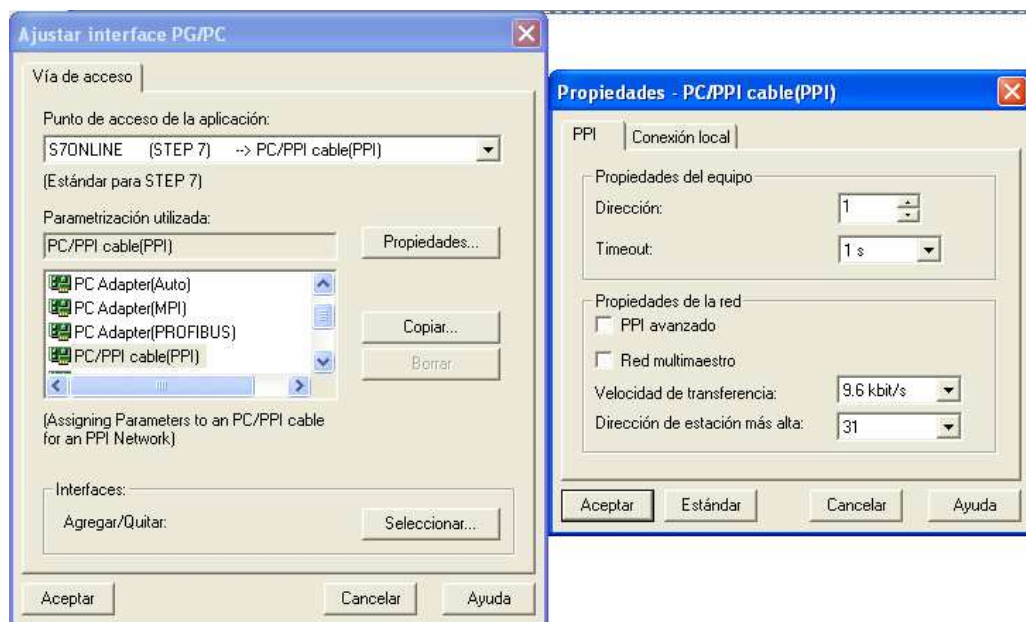 Ajustar interface PG/PC
Vía de acceso
Punto de acceso de la aplicación:
S7ONLINE (STEP 7) --> PC/PPI cable(PPI)
(Estándar para STEP 7)
Parametrización utilizada:
PC/PPI cable(PPI)
Propiedades...
PC Adapter(Auto)
PC Adapter(MPI)
PC Adapter(PROFIBUS)
PC/PPI cable(PPI)
Copiar...
Borrar
(Assigning Parameters to an PC/PPI cable
for an PPI Network)
Interfaces:
Agregar/Quitar:
Seleccionar...
Aceptar
Cancelar
Ayuda
Propiedades - PC/PPI cable(PPI)
PPI
Conexión local
Propiedades del equipo
Dirección:
1
Timeout:
1 s
Propiedades de la red
PPI avanzado
Red multimaestro
Velocidad de transferencia:
9.6 kbit/s
Dirección de estación más alta:
31
Aceptar
Estándar
Cancelar
Ayuda